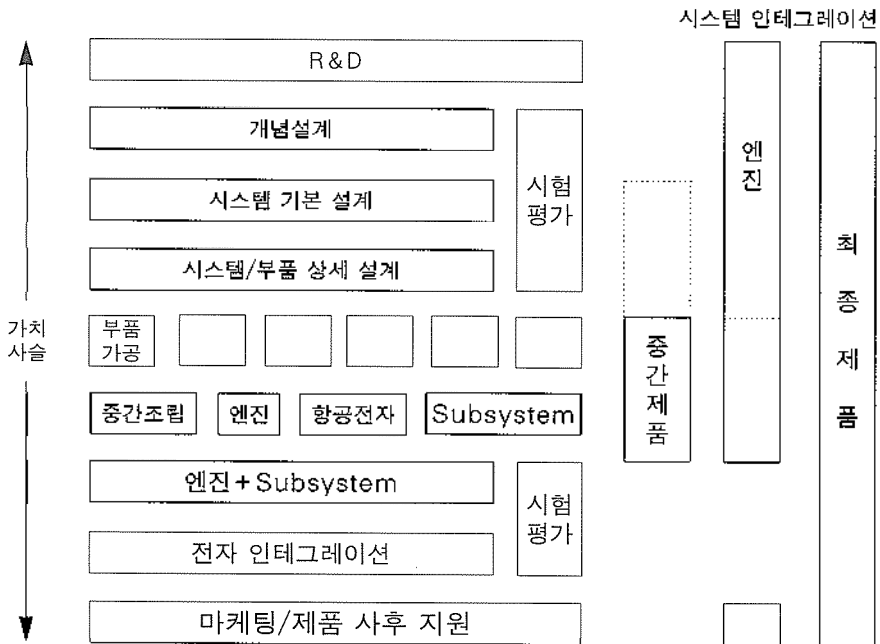 시스템 인테그레이션
R&D
개념설계
시험
평가
시스템 기본 설계
시스템/부품 상세 설계
엔
진
최
종
제
품
가치
사슬
부품
가공
중
간
제
품
중간조립
엔진
항공전자
Subsystem
엔진+Subsystem
시험
평가
전자 인테그레이션
마케팅/제품 사후 지원